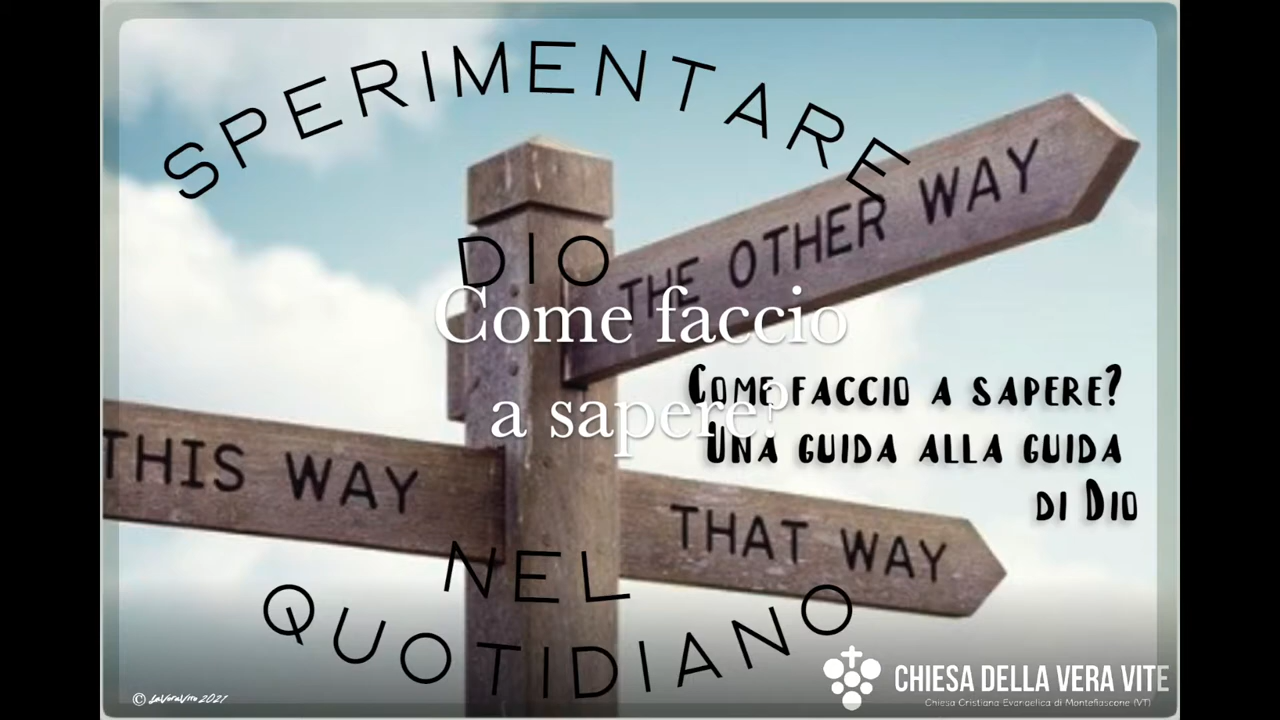 SPERIMENTARE
DIO
Come faccio
a sapere?
THE OTHER WAY
COME FACCIO A SAPERE?
UNA GUIDA ALLA GUIDA
DI DIO
THIS WAY
THAT WAY
NEL
QUOTIDIANO
CHIESA DELLA VERA VITE
Chiesa Cristiana Evangelica di Montefiascone (VT)
© LaVeraVite 2021